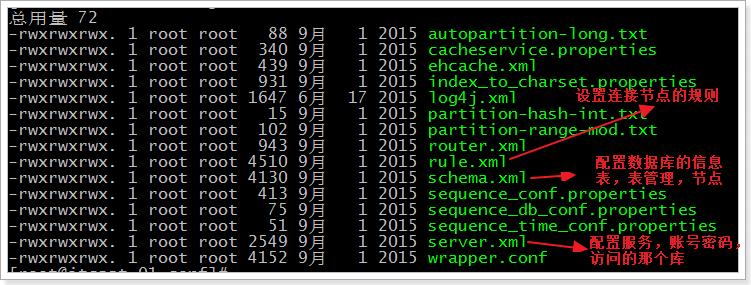 总用量 72
-rwxrwxrwx. 1 root root 88 9月 1 2015 autopartition-long.txt
-rwxrwxrwx. 1 root root 340 9月 1 2015 cacheservice.properties
-rwxrwxrwx. 1 root root 439 9月 1 2015 ehcache.xml
-rwxrwxrwx. 1 root root 931 9月 1 2015 index_to_charset.properties
-rwxrwxrwx. 1 root root 1647 6月 17 2015 log4j.xml
设置连接节点的规则
-rwxrwxrwx. 1 root root 15 9月 1 2015 partition-hash-int.txt
-rwxrwxrwx. 1 root root 102 9月 1 2015 partition-range-mod.txt
-rwxrwxrwx. 1 root root 943 9月 1 2015 router.xml
-rwxrwxrwx. 1 root root 4510 9月 1 2015 rule.xml
配置数据库的信息
-rwxrwxrwx. 1 root root 4130 9月 1 2015 schema.xml
表，表管理，节点
-rwxrwxrwx. 1 root root 413 9月 1 2015 sequence_conf.properties
-rwxrwxrwx. 1 root root 75 9月 1 2015 sequence_db_conf.properties
-rwxrwxrwx. 1 root root 51 9月 1 2015 sequence_time_conf.properties
-rwxrwxrwx. 1 root root 2549 9月 1 2015 server.xml
配置服务，账号密码，
访问的那个库
-rwxrwxrwx. 1 root root 4152 9月 1 2015 wrapper.conf